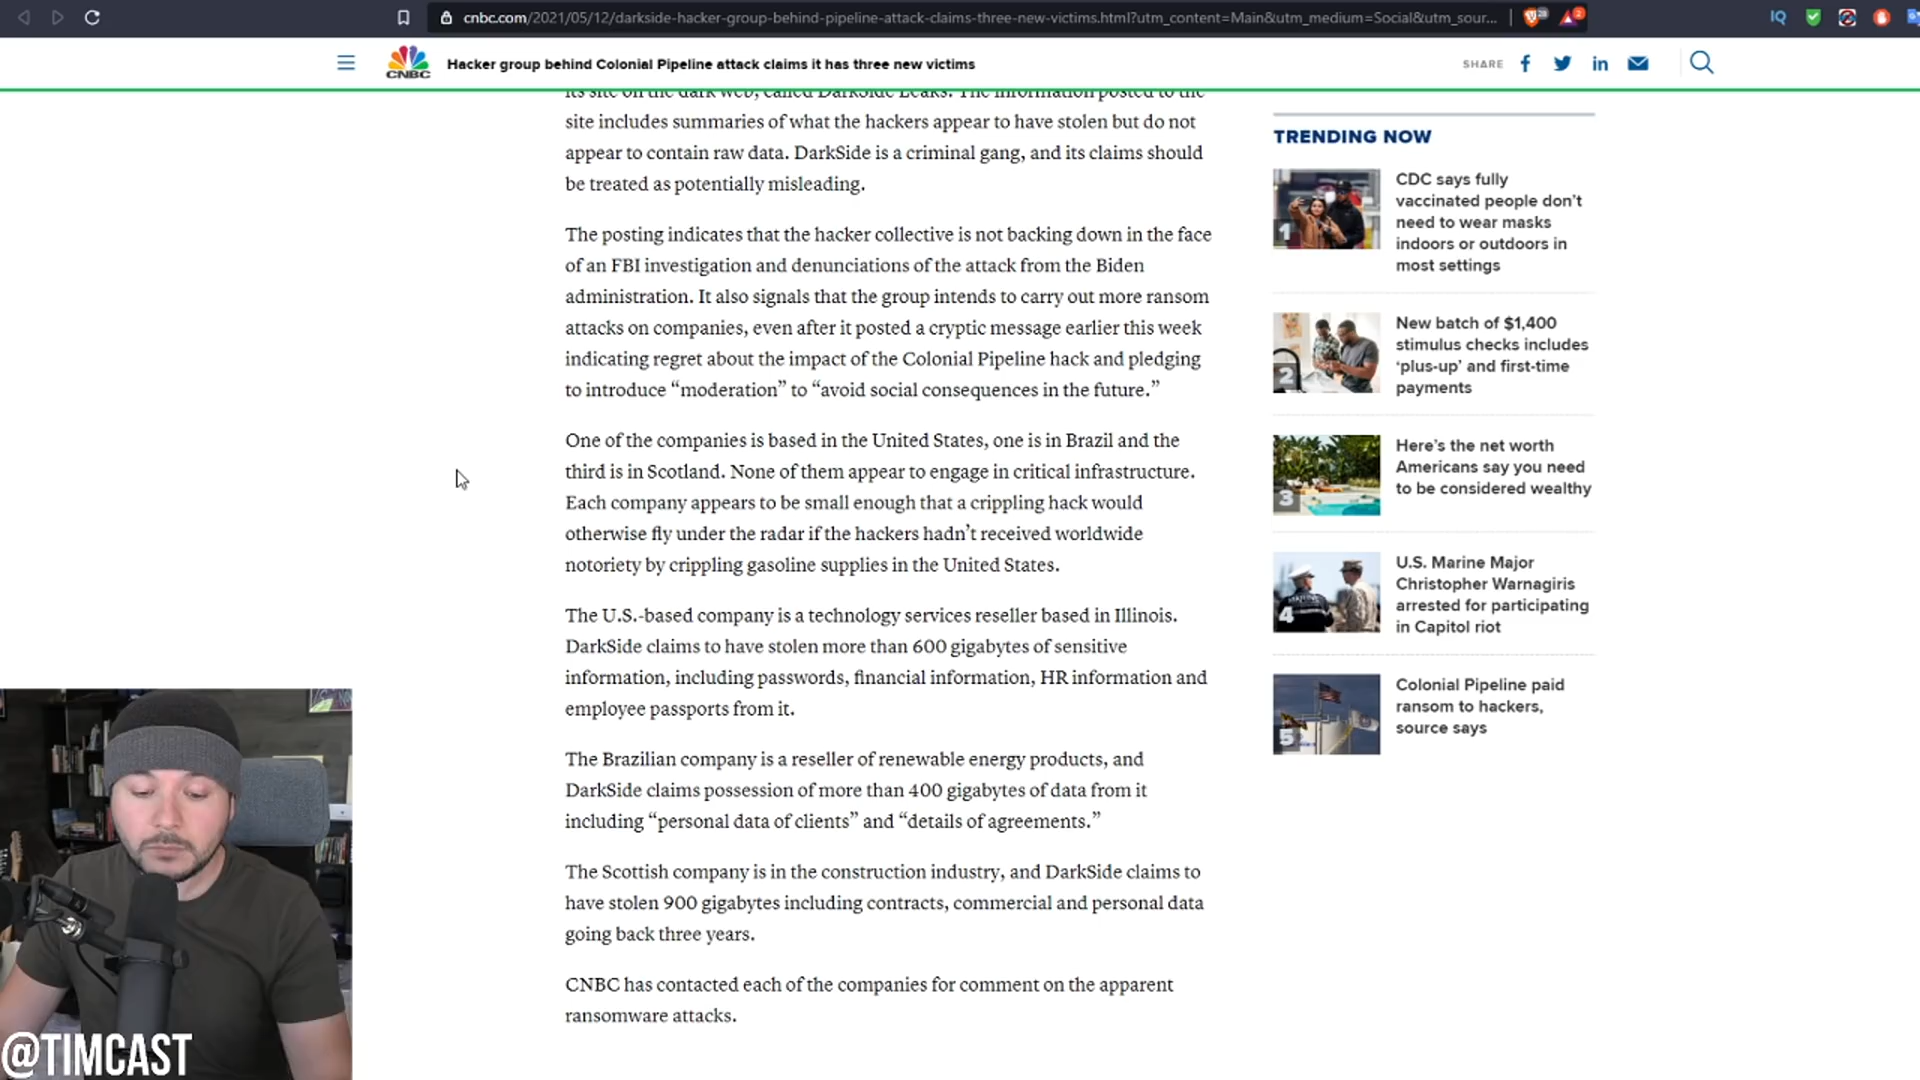 cnbc.com/2021/05/12/darkside-hacker-group-behind-pipeline-attack-claims-three-new-victims.html?utm_content=Main&utm_medium=Social&utm_sour...
IQ
CNBC
Hacker group behind Colonial Pipeline attack claims it has three new victims
SHARE
its site on the dark web, called DarkSide Leaks. The information posted to the
site includes summaries of what the hackers appear to have stolen but do not
appear to contain raw data. DarkSide is a criminal gang, and its claims should
be treated as potentially misleading.
The posting indicates that the hacker collective is not backing down in the face
of an FBI investigation and denunciations of the attack from the Biden
administration. It also signals that the group intends to carry out more ransom
attacks on companies, even after it posted a cryptic message earlier this week
indicating regret about the impact of the Colonial Pipeline hack and pledging
to introduce “moderation” to “avoid social consequences in the future.”
One of the companies is based in the United States, one is in Brazil and the
third is in Scotland. None of them appear to engage in critical infrastructure.
Each company appears to be small enough that a crippling hack would
otherwise fly under the radar if the hackers hadn’t received worldwide
notoriety by crippling gasoline supplies in the United States.
The U.S.-based company is a technology services reseller based in Illinois.
DarkSide claims to have stolen more than 600 gigabytes of sensitive
information, including passwords, financial information, HR information and
employee passports from it.
The Brazilian company is a reseller of renewable energy products, and
DarkSide claims possession of more than 400 gigabytes of data from it
including “personal data of clients” and “details of agreements.”
The Scottish company is in the construction industry, and DarkSide claims to
have stolen 900 gigabytes including contracts, commercial and personal data
going back three years.
CNBC has contacted each of the companies for comment on the apparent
ransomware attacks.
TRENDING NOW
1
CDC says fully
vaccinated people don’t
need to wear masks
indoors or outdoors in
most settings
2
New batch of $1,400
stimulus checks includes
‘plus-up’ and first-time
payments
3
Here’s the net worth
Americans say you need
to be considered wealthy
4
U.S. Marine Major
Christopher Warnagiris
arrested for participating
in Capitol riot
5
Colonial Pipeline paid
ransom to hackers,
source says
@TIMCAST